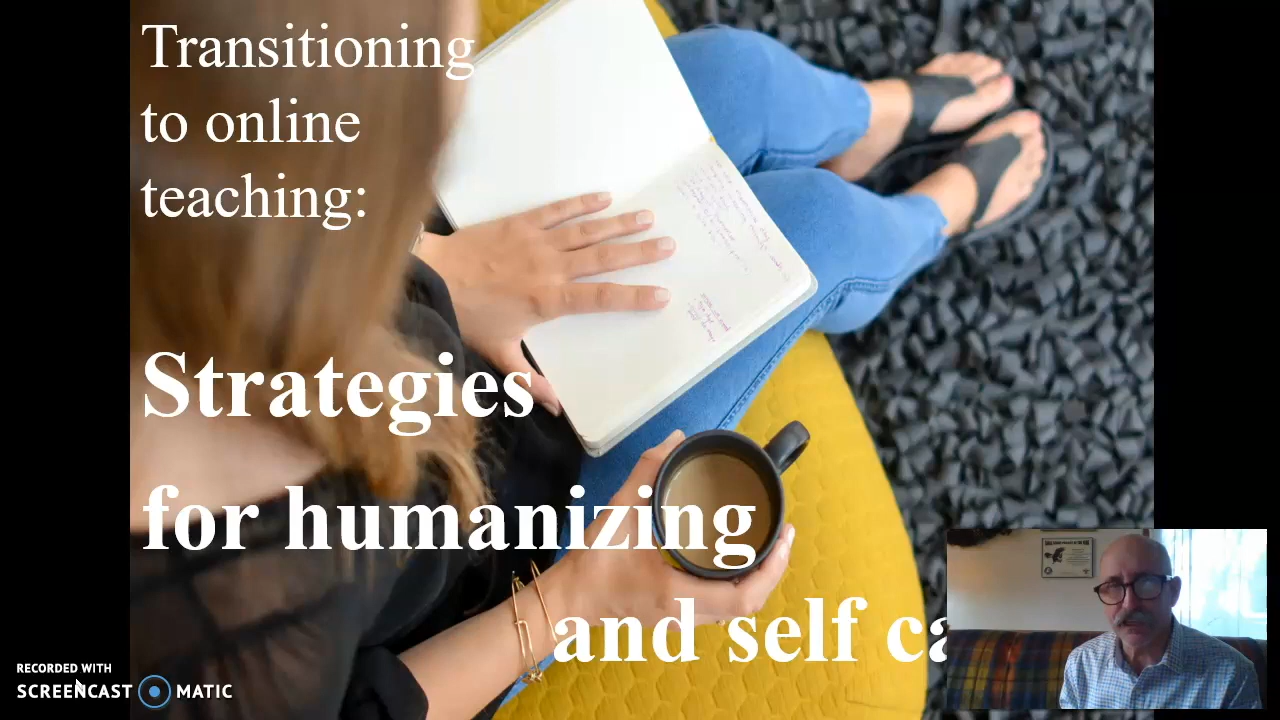 Transitioning
to online
teaching:
Strategies
for humanizing
and self ca
RECORDED WITH
SCREENCAST MATIC